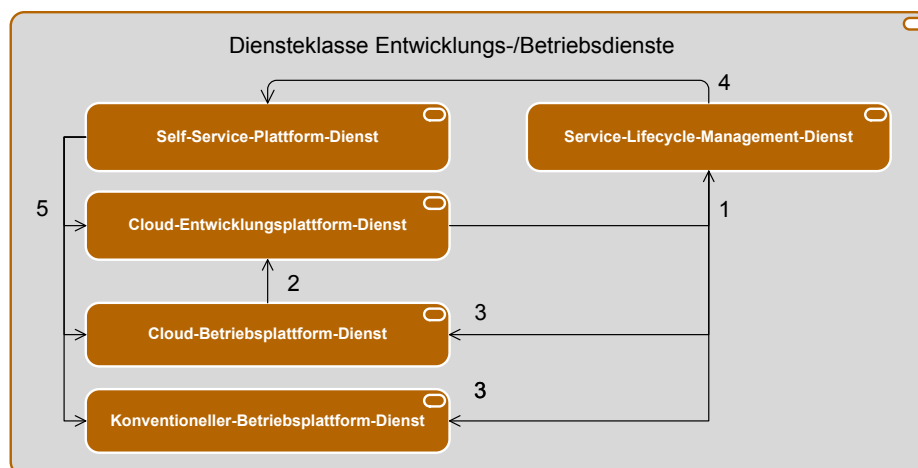 Diensteklasse Entwicklungs-/Betriebsdienste
4
Self-Service-Plattform-Dienst
Service-Lifecycle-Management-Dienst
5
Cloud-Entwicklungsplattform-Dienst
1
2
Cloud-Betriebsplattform-Dienst
3
3
Konventioneller-Betriebsplattform-Dienst